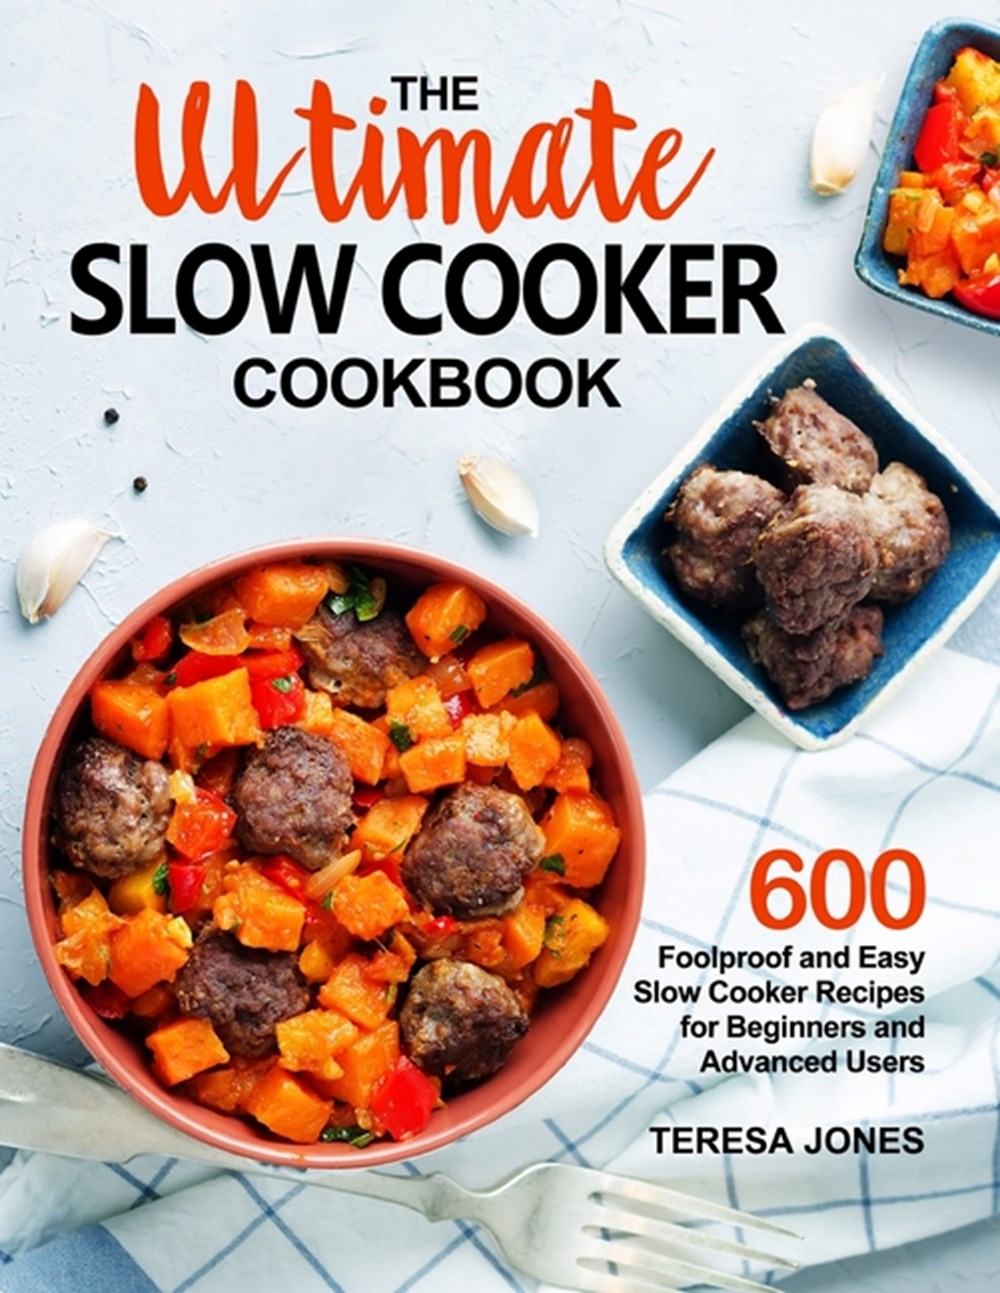 THE
Ultimate
SLOW COOKER
COOKBOOK
600
Foolproof and Easy
Slow Cooker Recipes
for Beginners and
Advanced Users
TERESA JONES